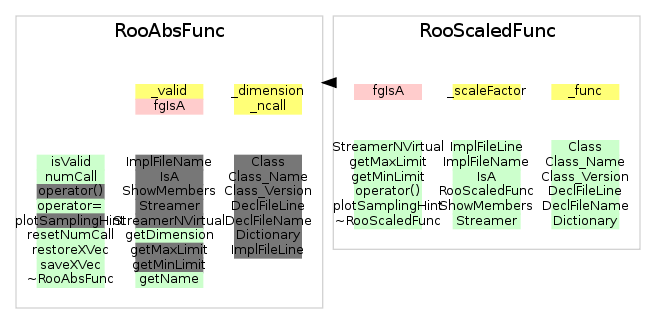 RooAbsFunc
_valid
fgIsA
_dimension
_ncall
isValid
numCall
operator()
operator=
plotSamplingHint
resetNumCall
restoreXVec
saveXVec
~RooAbsFunc
ImplFileName
IsA
ShowMembers
Streamer
StreamerNVirtual
getDimension
getMaxLimit
getMinLimit
getName
Class
Class_Name
Class_Version
DeclFileLine
DeclFileName
Dictionary
ImplFileLine
RooScaledFunc
fgIsA
_scaleFactor
_func
StreamerNVirtual
getMaxLimit
getMinLimit
operator()
plotSamplingHint
~RooScaledFunc
ImplFileLine
ImplFileName
IsA
RooScaledFunc
ShowMembers
Streamer
Class
Class_Name
Class_Version
DeclFileLine
DeclFileName
Dictionary